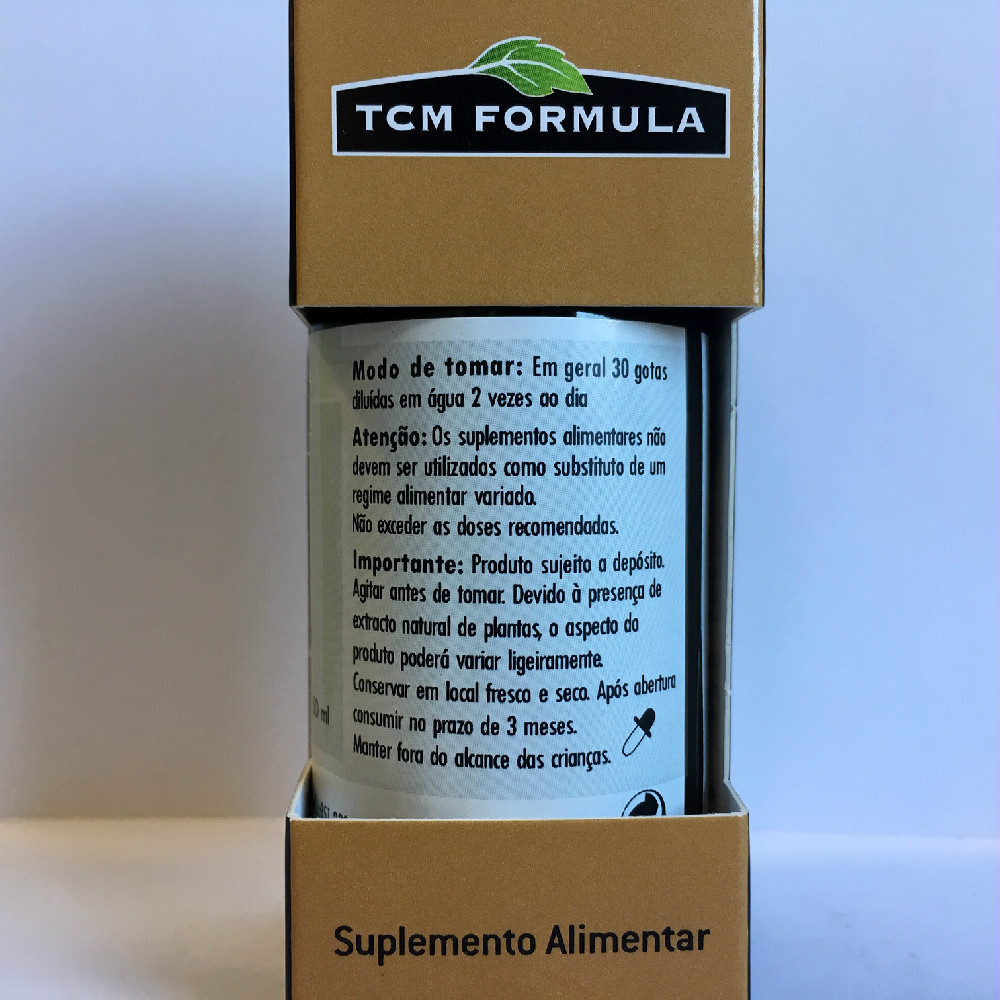 TCM FORMULA
Modo de tomar: Em geral 30 gotas
diluídas em água 2 vezes ao dia
Atenção: Os suplementos alimentares não
devem ser utilizados como substituto de um
regime alimentar variado.
Não exceder as doses recomendadas.
Importante: Produto sujeito a depósito.
Agitar antes de tomar. Devido à presença de
extracto natural de plantas, o aspecto do
produto poderá variar ligeiramente.
Conservar em local fresco e seco. Após abertura
consumir no prazo de 3 meses.
Manter fora do alcance das crianças.
ml
Suplemento Alimentar